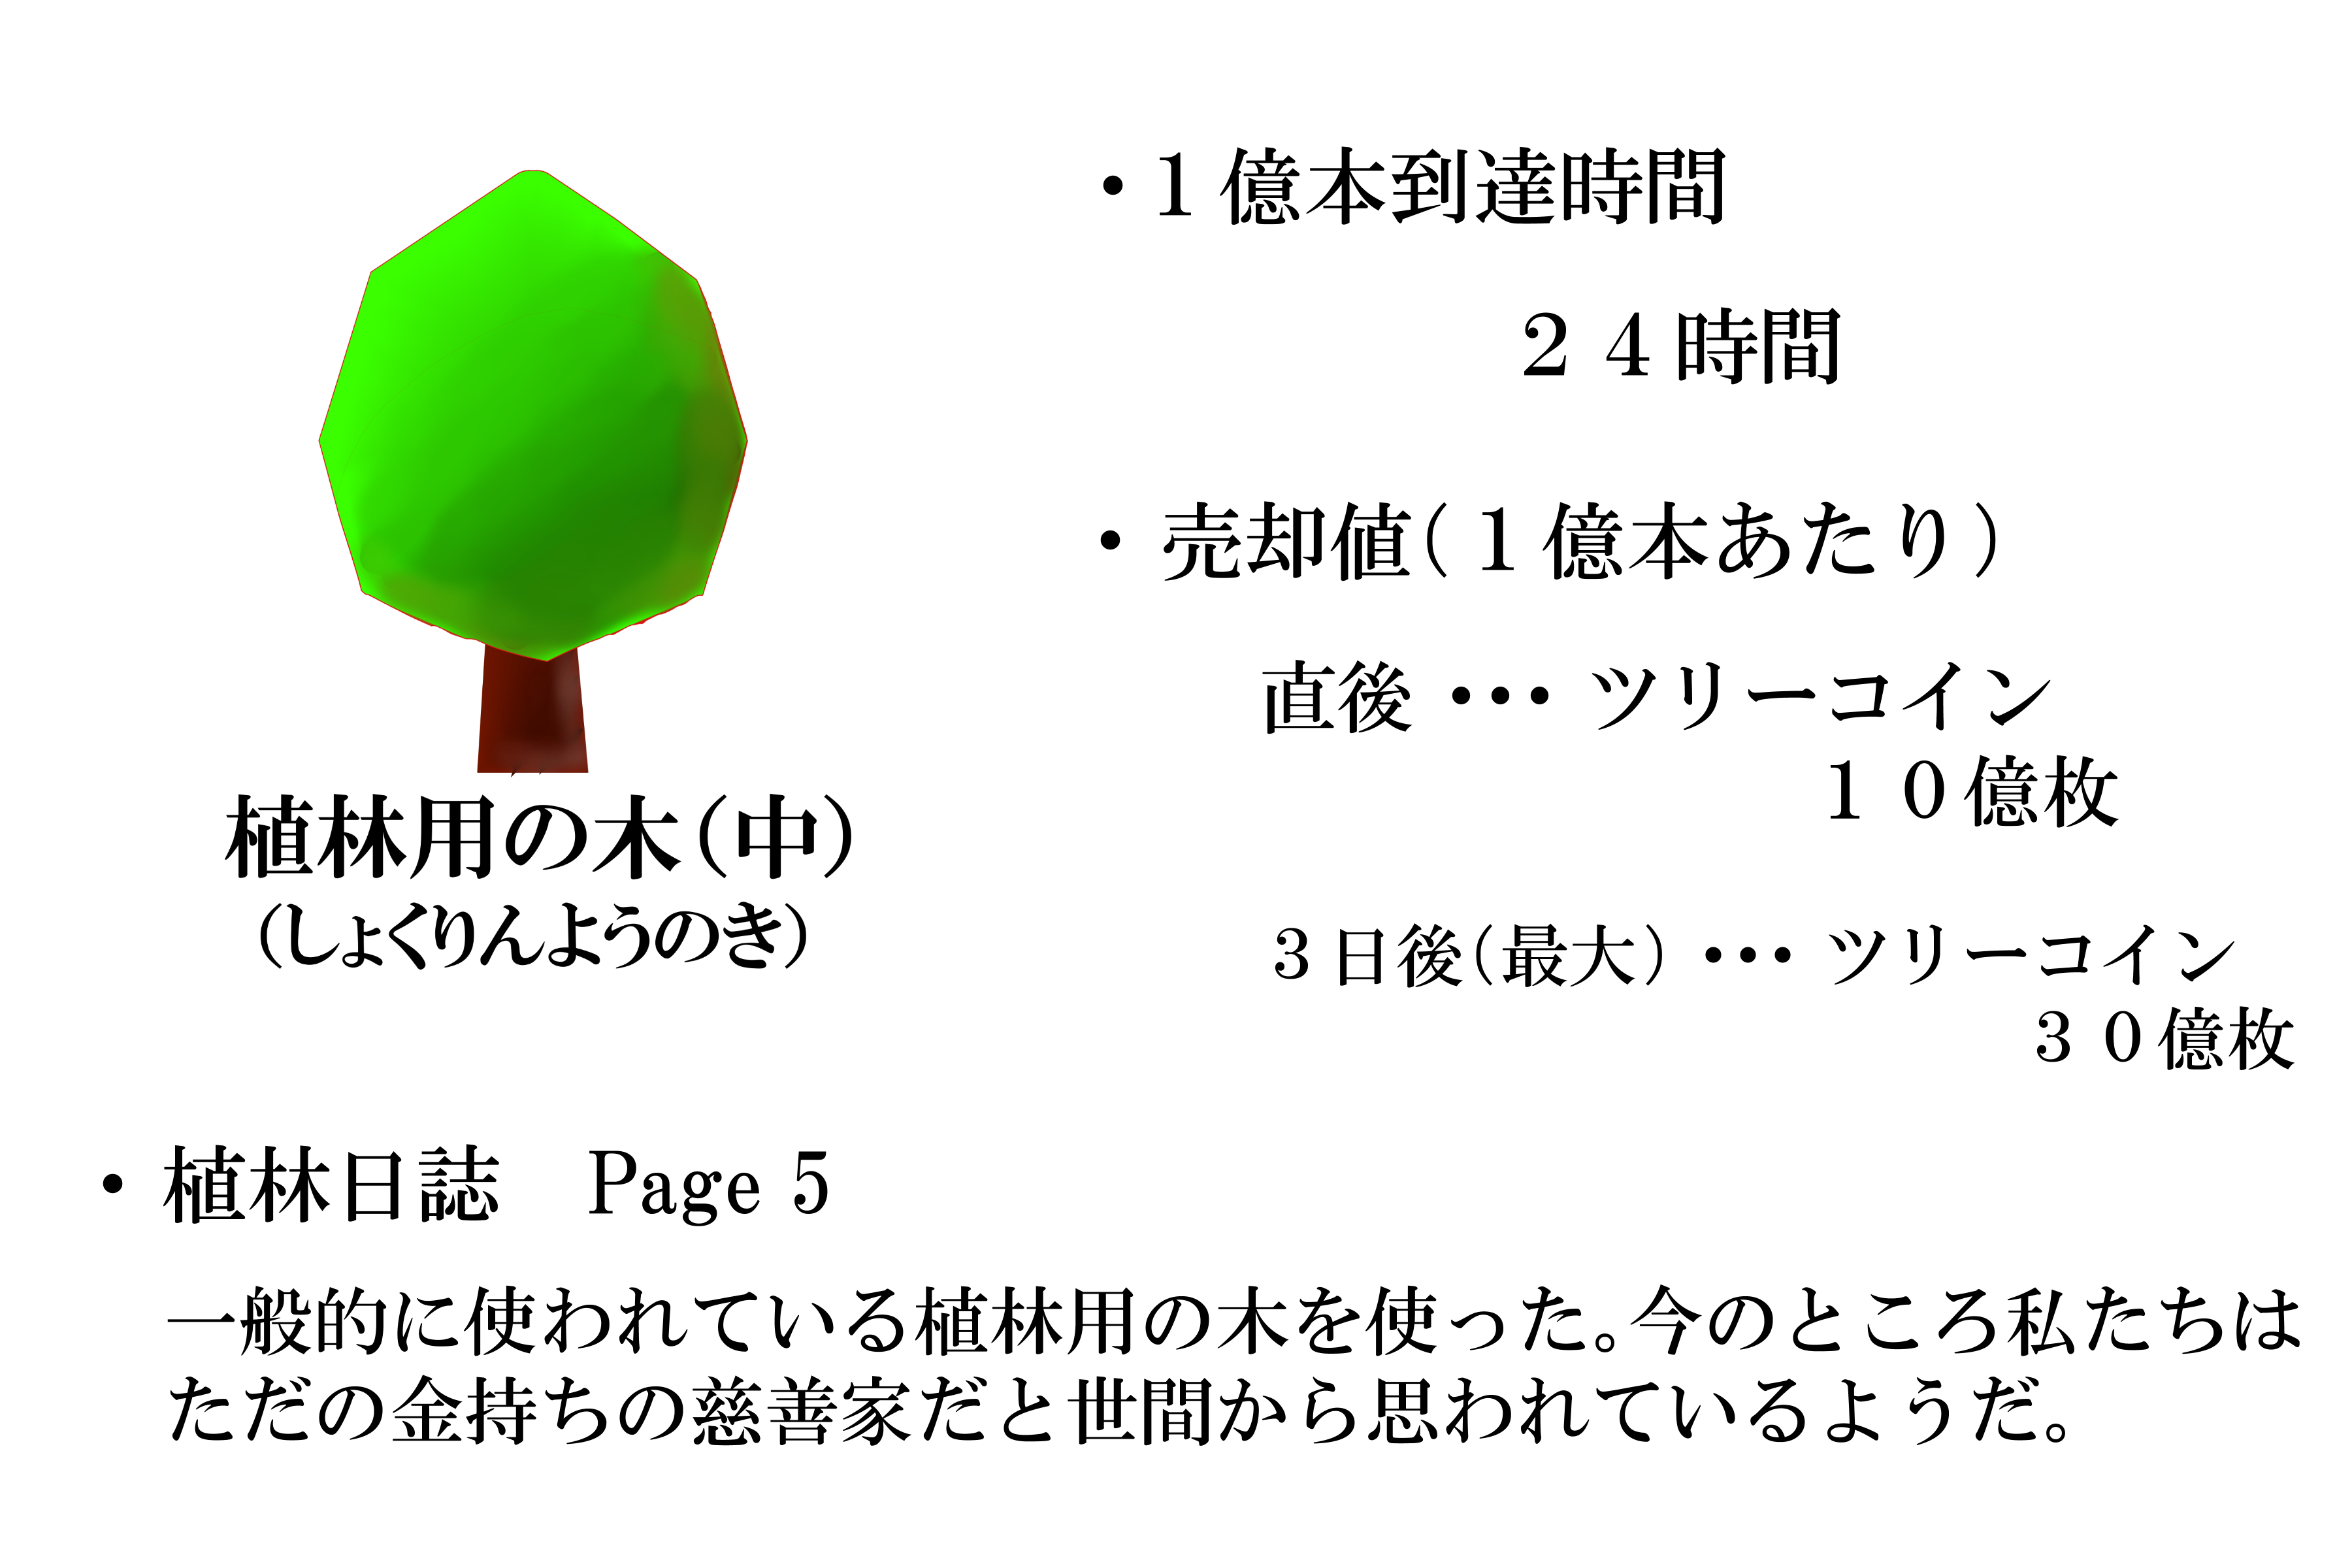 植林用の木（中）
（しょくりんようのき）
・１億本到達時間
２４時間
・売却値（１億本あたり）
直後 ・・・ ツリーコイン
１０億枚
３日後（最大）・・・ ツリーコイン
３０億枚
・植林日誌　Page 5
一般的に使われている植林用の木を使った。今のところ私たちは
ただの金持ちの慈善家だと世間から思われているようだ。